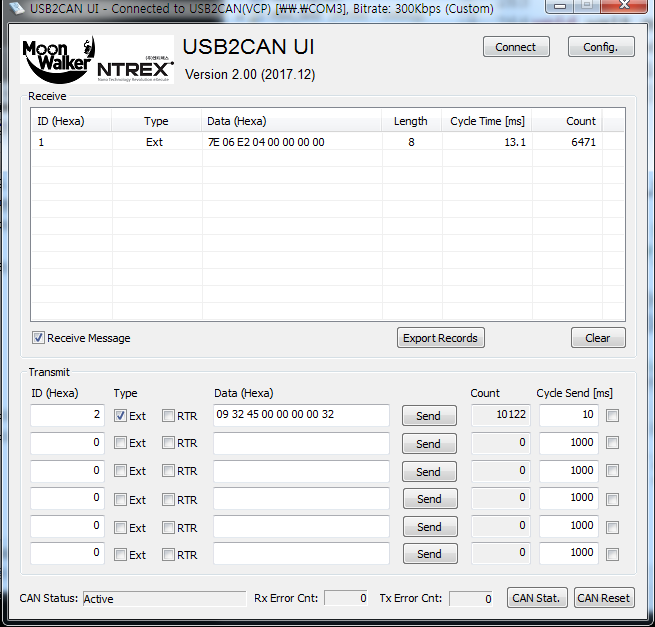 USB2CAN UI - Connected to USB2CAN(VCP) [₩₩.₩COM3], Bitrate: 300Kbps (Custom)
Moon Walker (주)엔티렉스 NTREX
USB2CAN UI
Version 2.00 (2017.12)
Connect
Config.
Receive
ID (Hexa) Type Data (Hexa) Length Cycle Time [ms] Count
1 Ext 7E 06 E2 04 00 00 00 00 8 13.1 6471
Receive Message
Export Records
Clear
Transmit
ID (Hexa) Type Data (Hexa) Count Cycle Send [ms]
2 Ext RTR 09 32 45 00 00 00 00 32 Send 10122 10
0 Ext RTR Send 0 1000
0 Ext RTR Send 0 1000
0 Ext RTR Send 0 1000
0 Ext RTR Send 0 1000
0 Ext RTR Send 0 1000
CAN Status: Active Rx Error Cnt: 0 Tx Error Cnt: 0 CAN Stat. CAN Reset